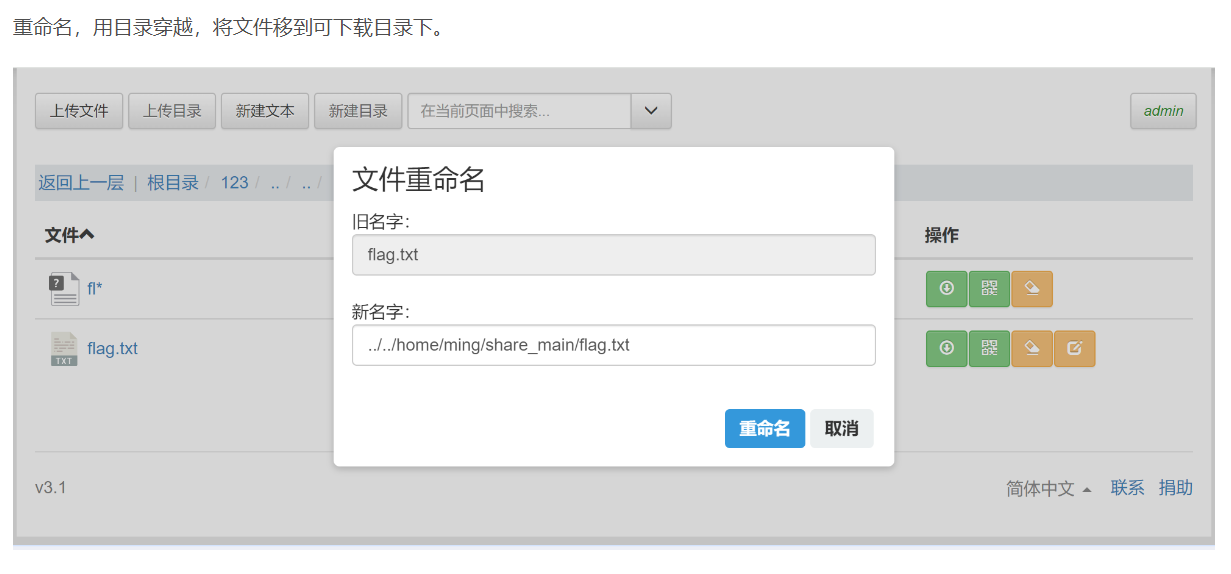 重命名，用目录穿越，将文件移到可下载目录下。
上传文件 上传目录 新建文本 新建目录 在当前页面中搜索... admin
返回上一层 | 根目录 / 123 / .. / .. /
文件重命名
旧名字：
flag.txt
新名字：
../../home/ming/share_main/flag.txt
重命名 取消
文件 操作
fl*
flag.txt
TXT
v3.1 简体中文 联系 捐助